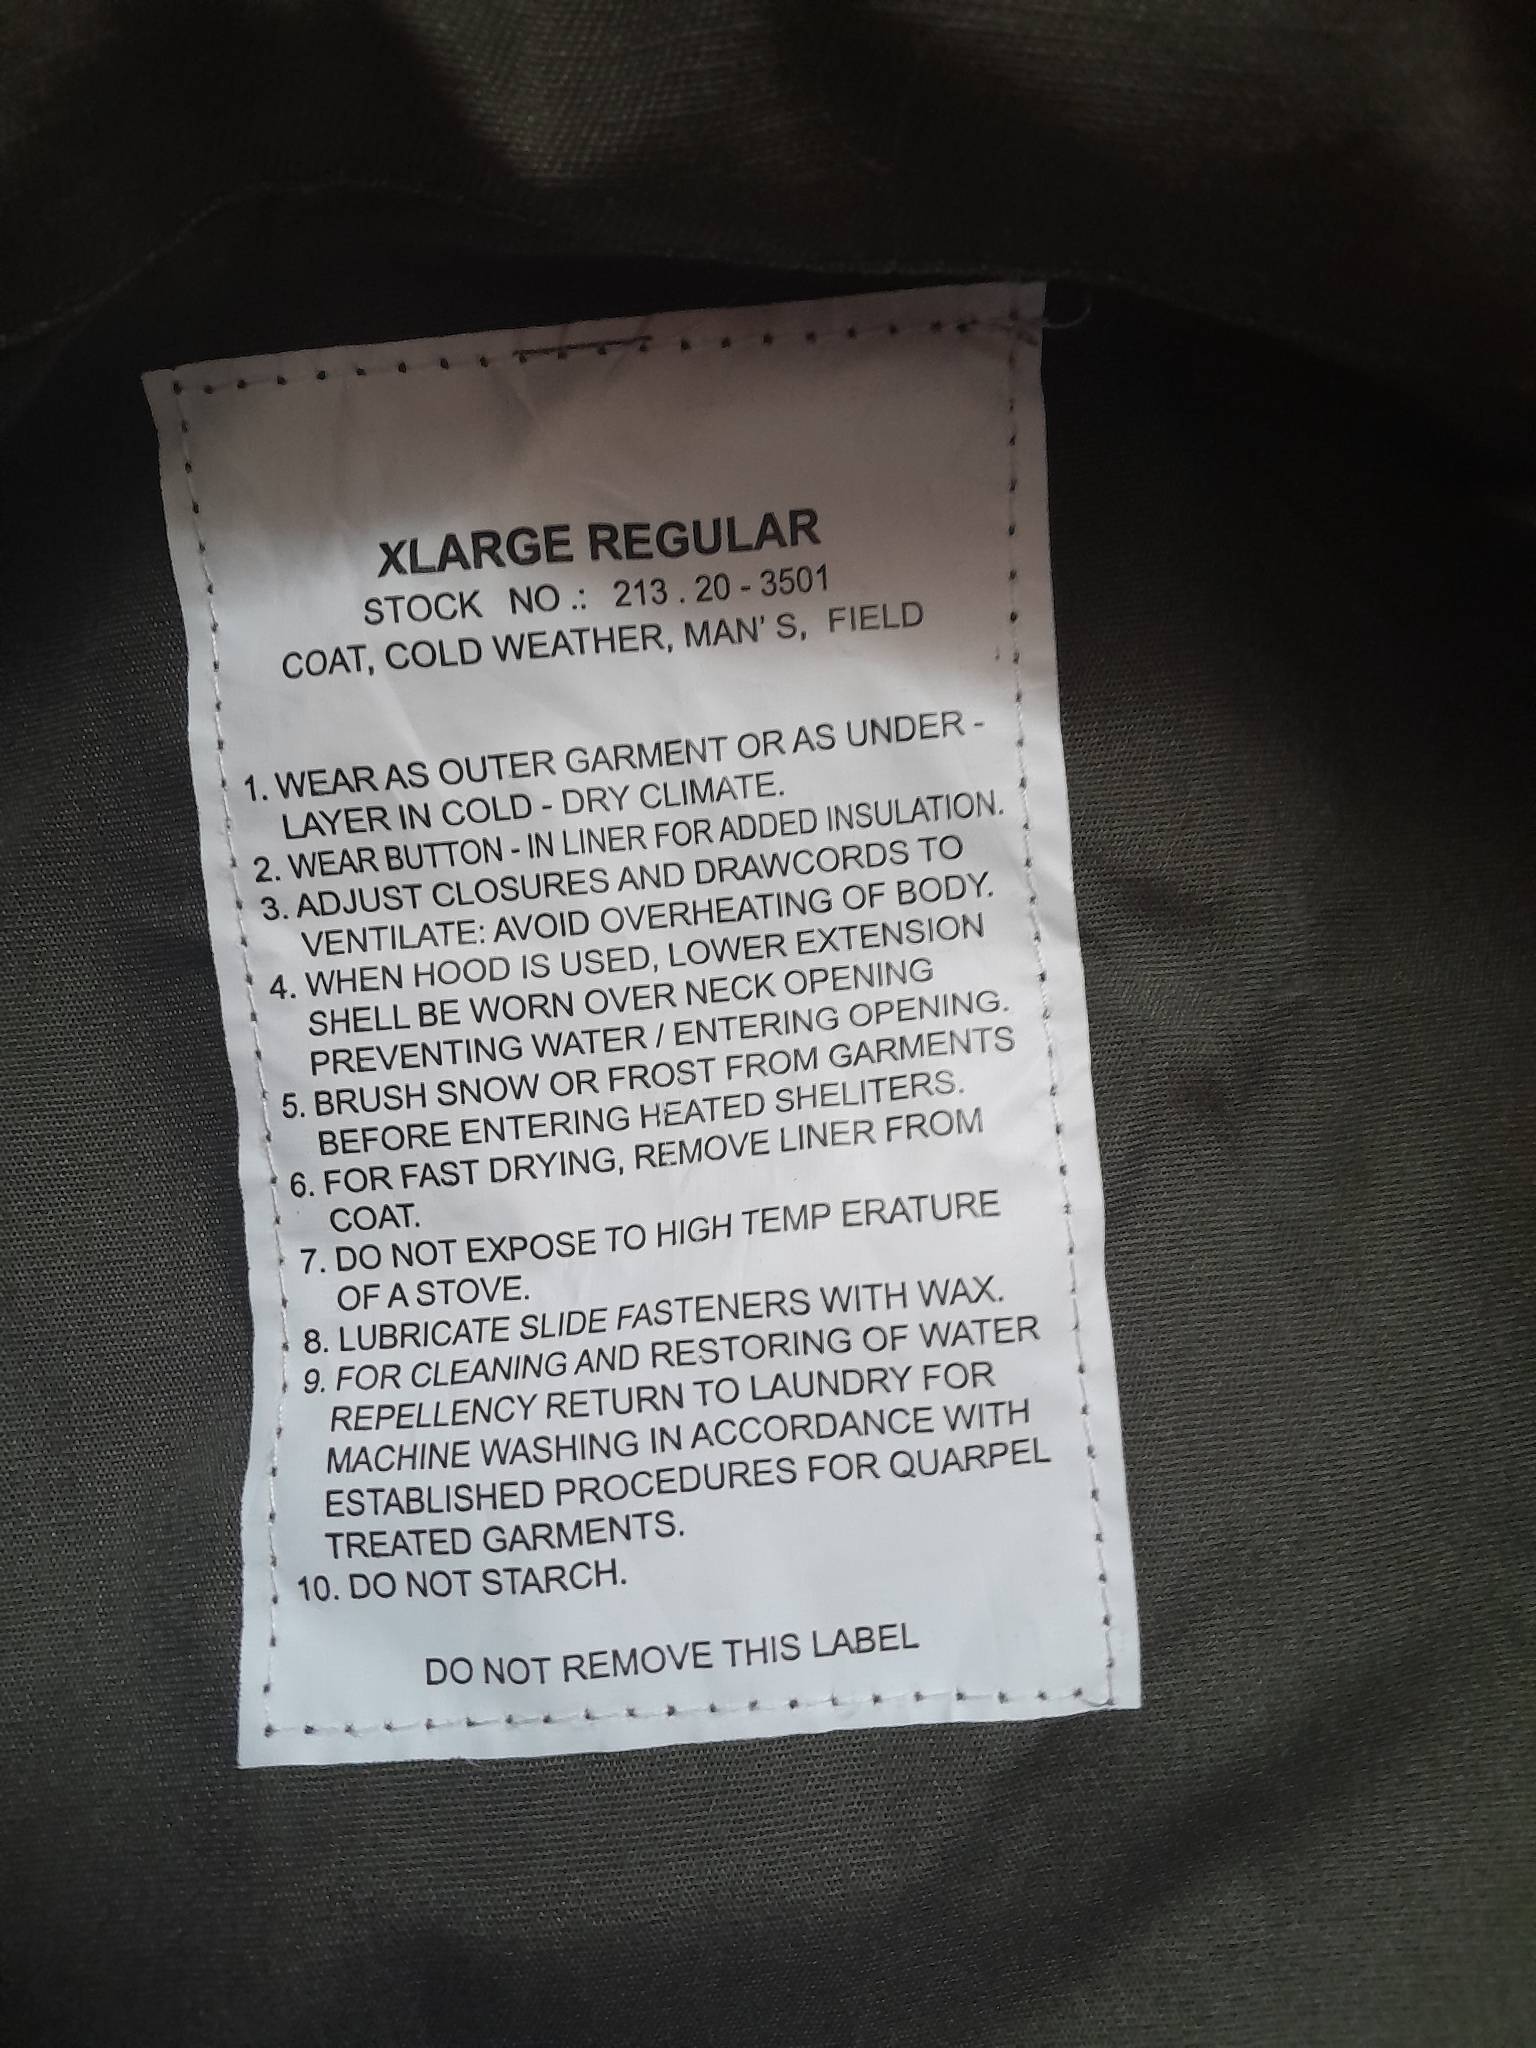 XLARGE REGULAR
STOCK NO .: 213 . 20 - 3501
COAT, COLD WEATHER, MAN' S, FIELD
1. WEAR AS OUTER GARMENT OR AS UNDER -
LAYER IN COLD - DRY CLIMATE.
2. WEAR BUTTON - IN LINER FOR ADDED INSULATION.
3. ADJUST CLOSURES AND DRAWCORDS TO
VENTILATE: AVOID OVERHEATING OF BODY.
4. WHEN HOOD IS USED, LOWER EXTENSION
SHELL BE WORN OVER NECK OPENING
PREVENTING WATER / ENTERING OPENING.
5. BRUSH SNOW OR FROST FROM GARMENTS
BEFORE ENTERING HEATED SHELITERS.
6. FOR FAST DRYING, REMOVE LINER FROM
COAT.
7. DO NOT EXPOSE TO HIGH TEMP ERATURE
OF A STOVE.
8. LUBRICATE SLIDE FASTENERS WITH WAX.
9. FOR CLEANING AND RESTORING OF WATER
REPELLENCY RETURN TO LAUNDRY FOR
MACHINE WASHING IN ACCORDANCE WITH
ESTABLISHED PROCEDURES FOR QUARPEL
TREATED GARMENTS.
10. DO NOT STARCH.
DO NOT REMOVE THIS LABEL